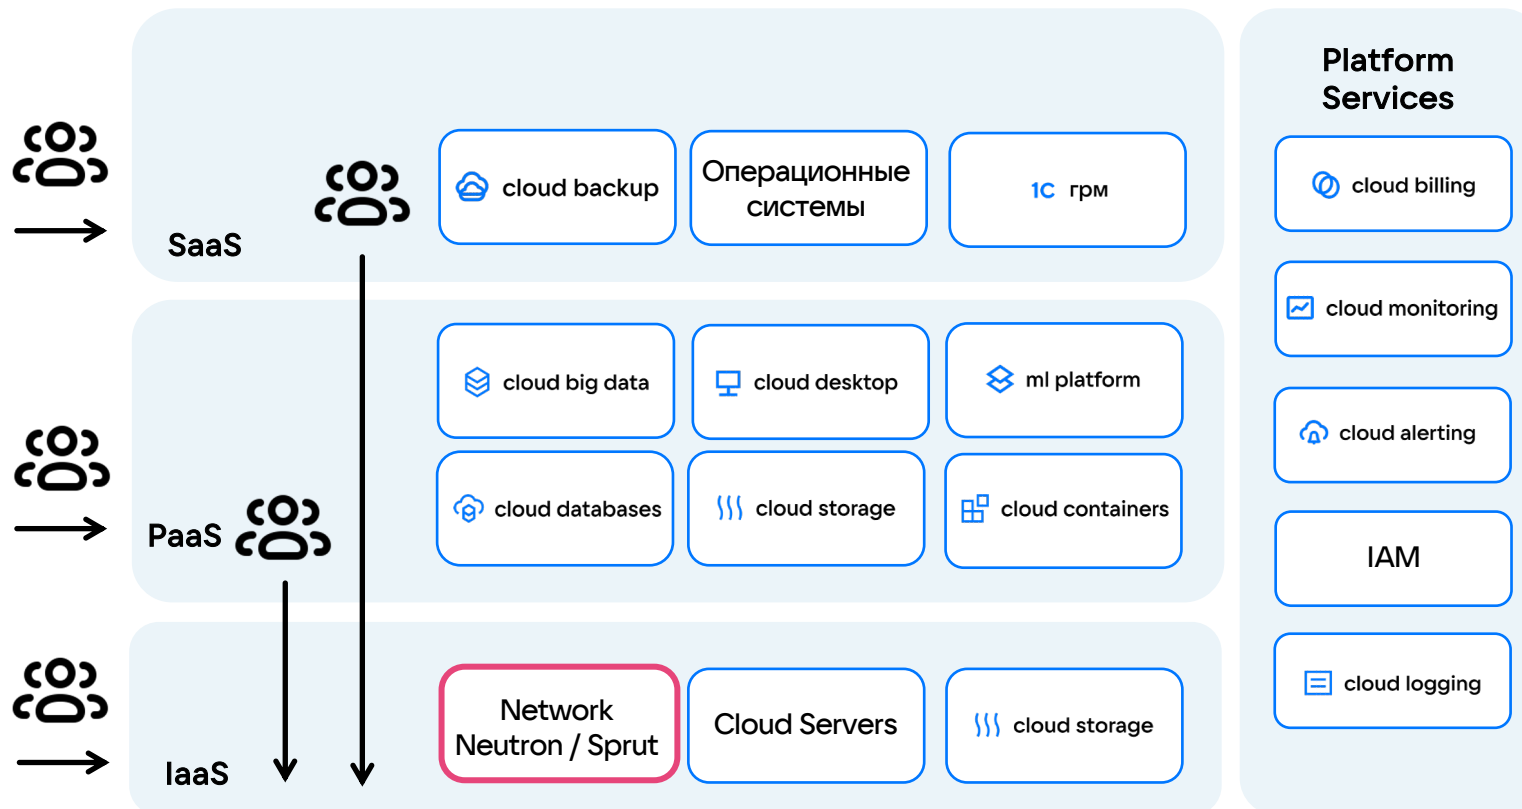 cloud backup
Операционные
системы
1C грм
SaaS
cloud big data
cloud desktop
ml platform
cloud databases
cloud storage
cloud containers
PaaS
Network
Neutron / Sprut
Cloud Servers
cloud storage
IaaS
Platform
Services
cloud billing
cloud monitoring
cloud alerting
IAM
cloud logging